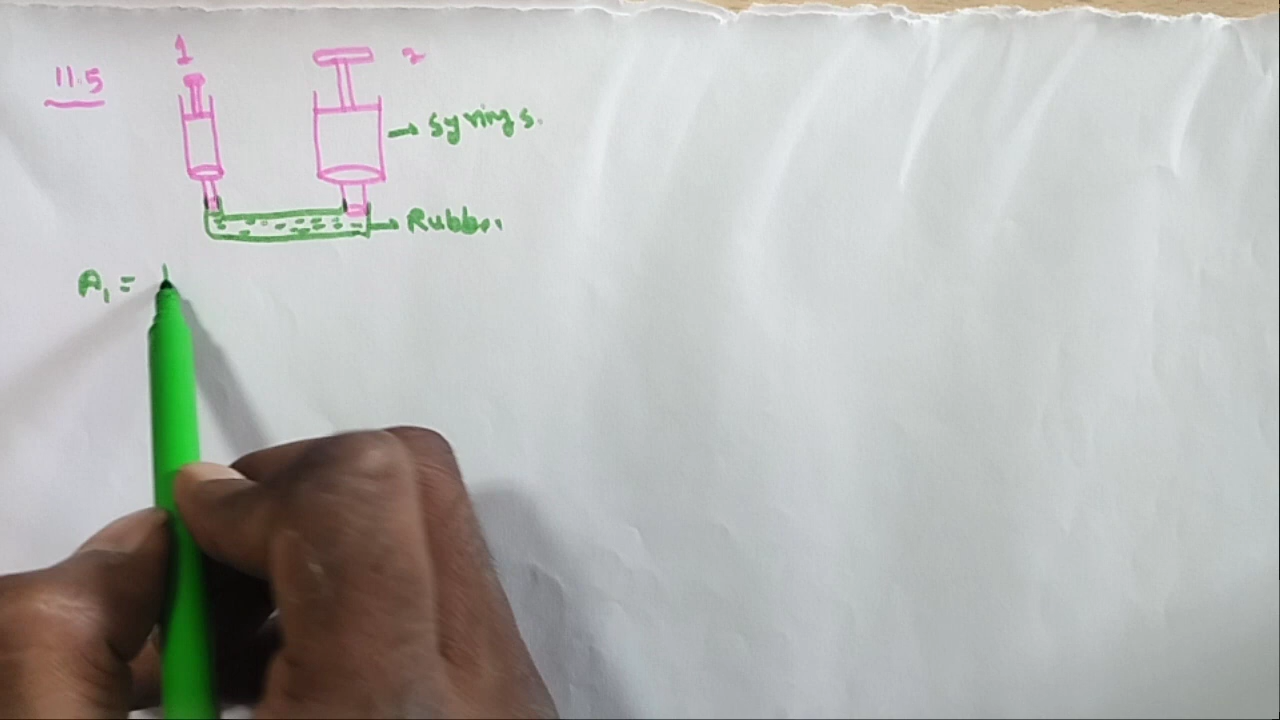 1
2
11.5
Syrings.
Rubber
A₁ =